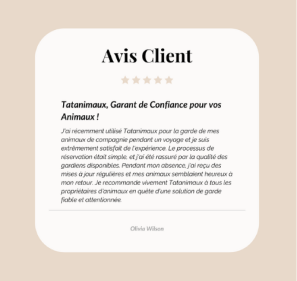 Avis Client
Tatanimaux, Garant de Confiance pour vos
Animaux !
J'ai récemment utilisé Tatanimaux pour la garde de mes
animaux de compagnie pendant un voyage et je suis
extrêmement satisfait de l'expérience. Le processus de
réservation était simple, et j'ai été rassuré par la qualité des
gardiens disponibles. Pendant mon absence, j'ai reçu des
mises à jour régulières et mes animaux semblaient heureux à
mon retour. Je recommande vivement Tatanimaux à tous les
propriétaires d'animaux en quête d'une solution de garde
fiable et attentionnée.
Olivia Wilson